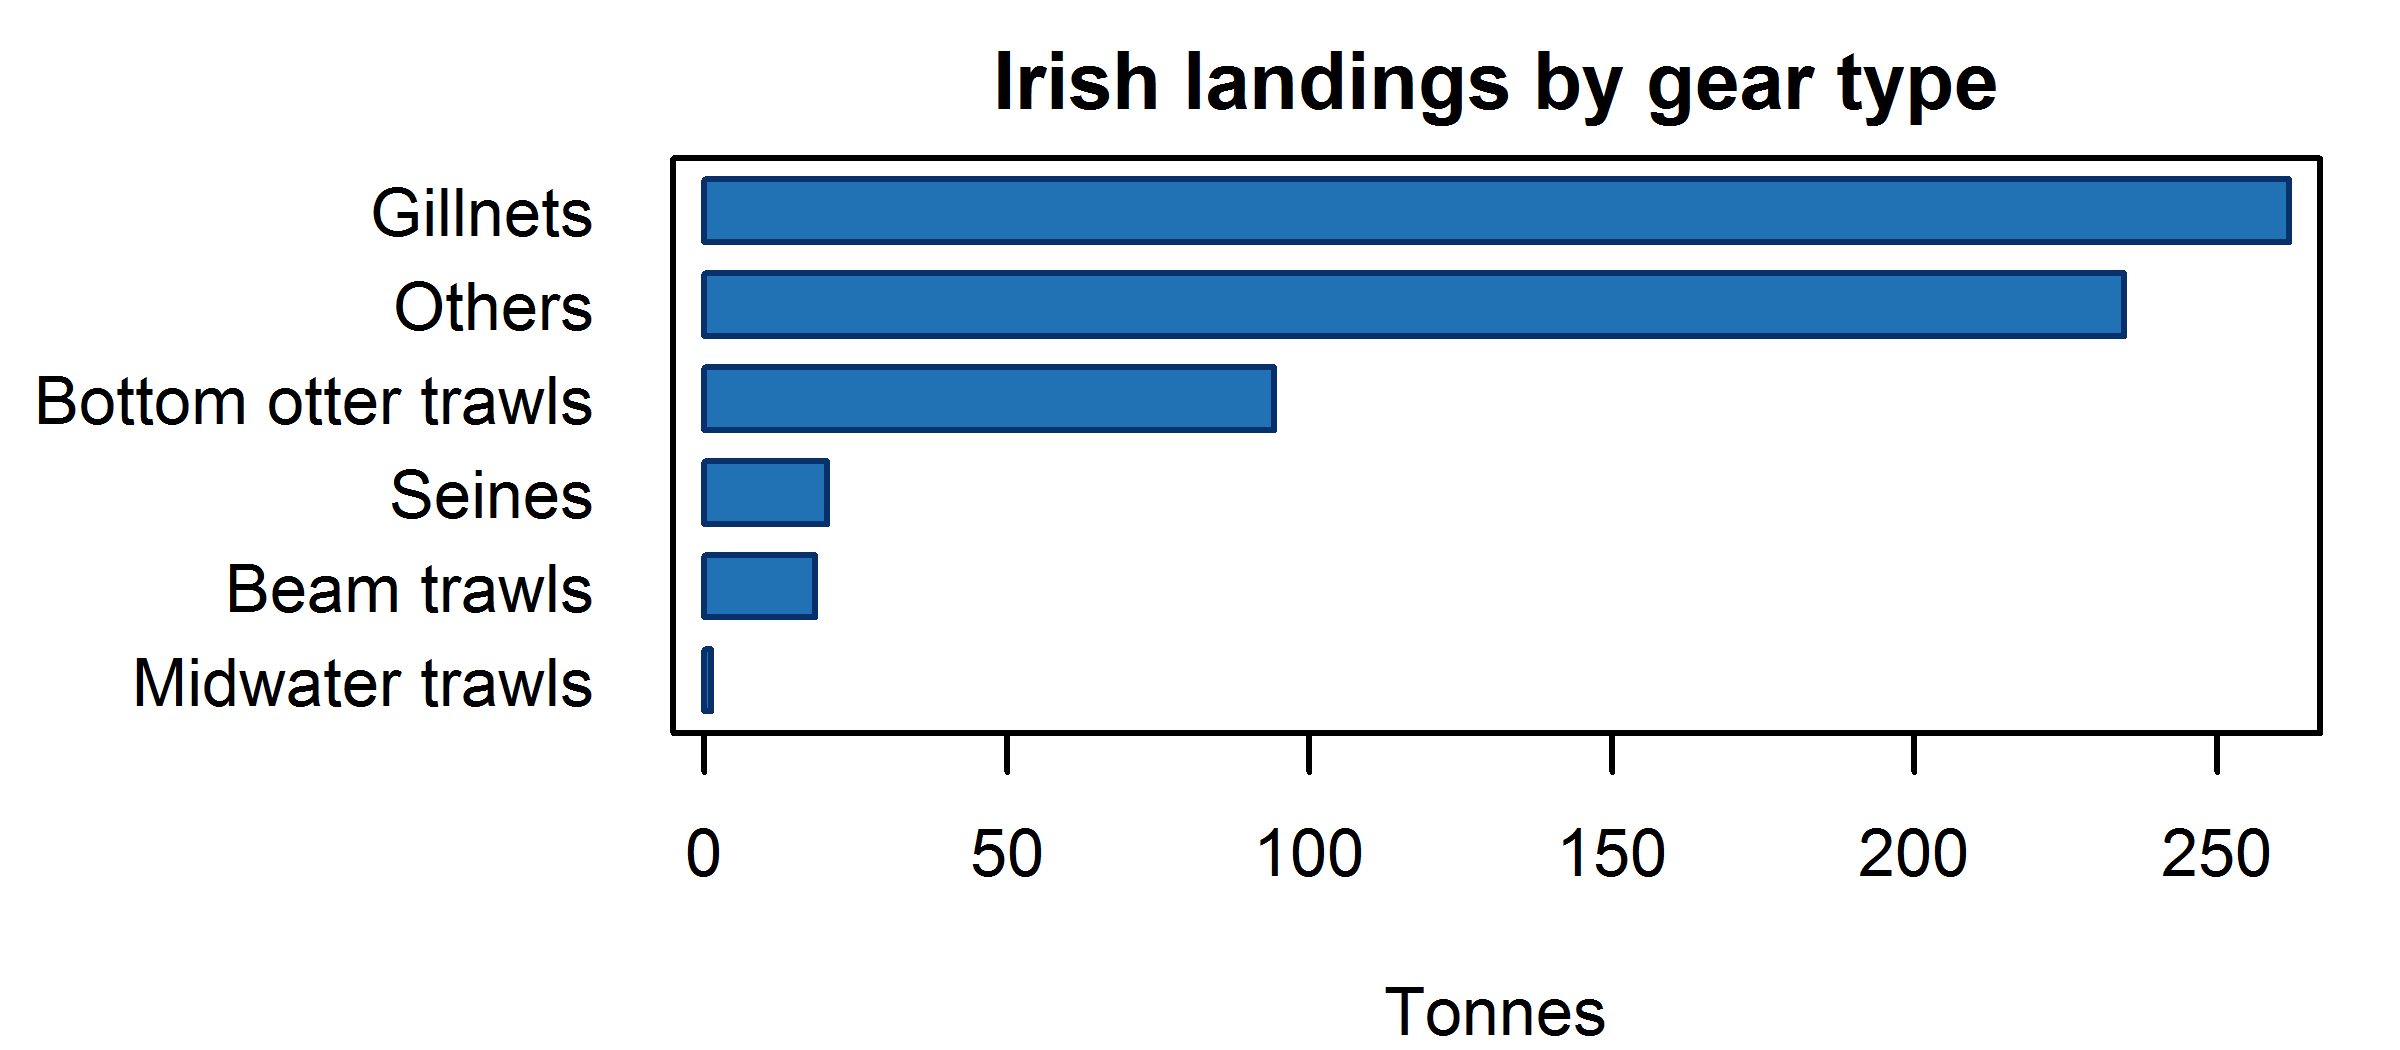 Irish landings by gear type
Gillnets
Others
Bottom otter trawls
Seines
Beam trawls
Midwater trawls
0 50 100 150 200 250
Tonnes